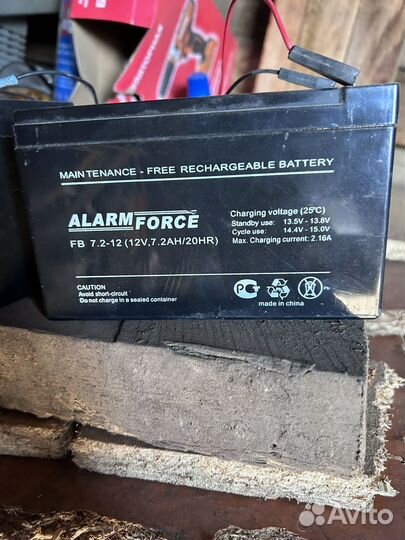 MAINTENANCE - FREE RECHARGEABLE BATTERY
ALARM FORCE
FB 7.2-12 (12V,7.2AH/20HR)
Charging voltage (25℃)
Standby use: 13.5V - 13.8V
Cycle use: 14.4V - 15.0V
Max. Charging current: 2.16A
CAUTION
Avoid short-circuit
Do not charge in a sealed container
made in china
Pb
Avito